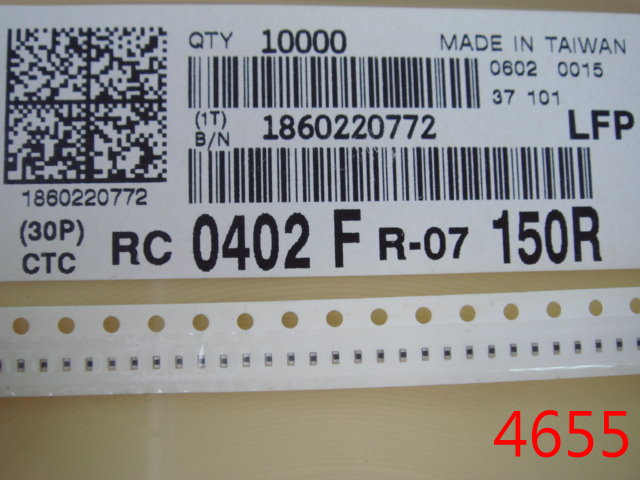 QTY 10000
MADE IN TAIWAN
0602 0015
37 101
(1T)
B/N 1860220772
LFP
1860220772
(30P)
CTC
RC 0402 F R-07 150R
4655